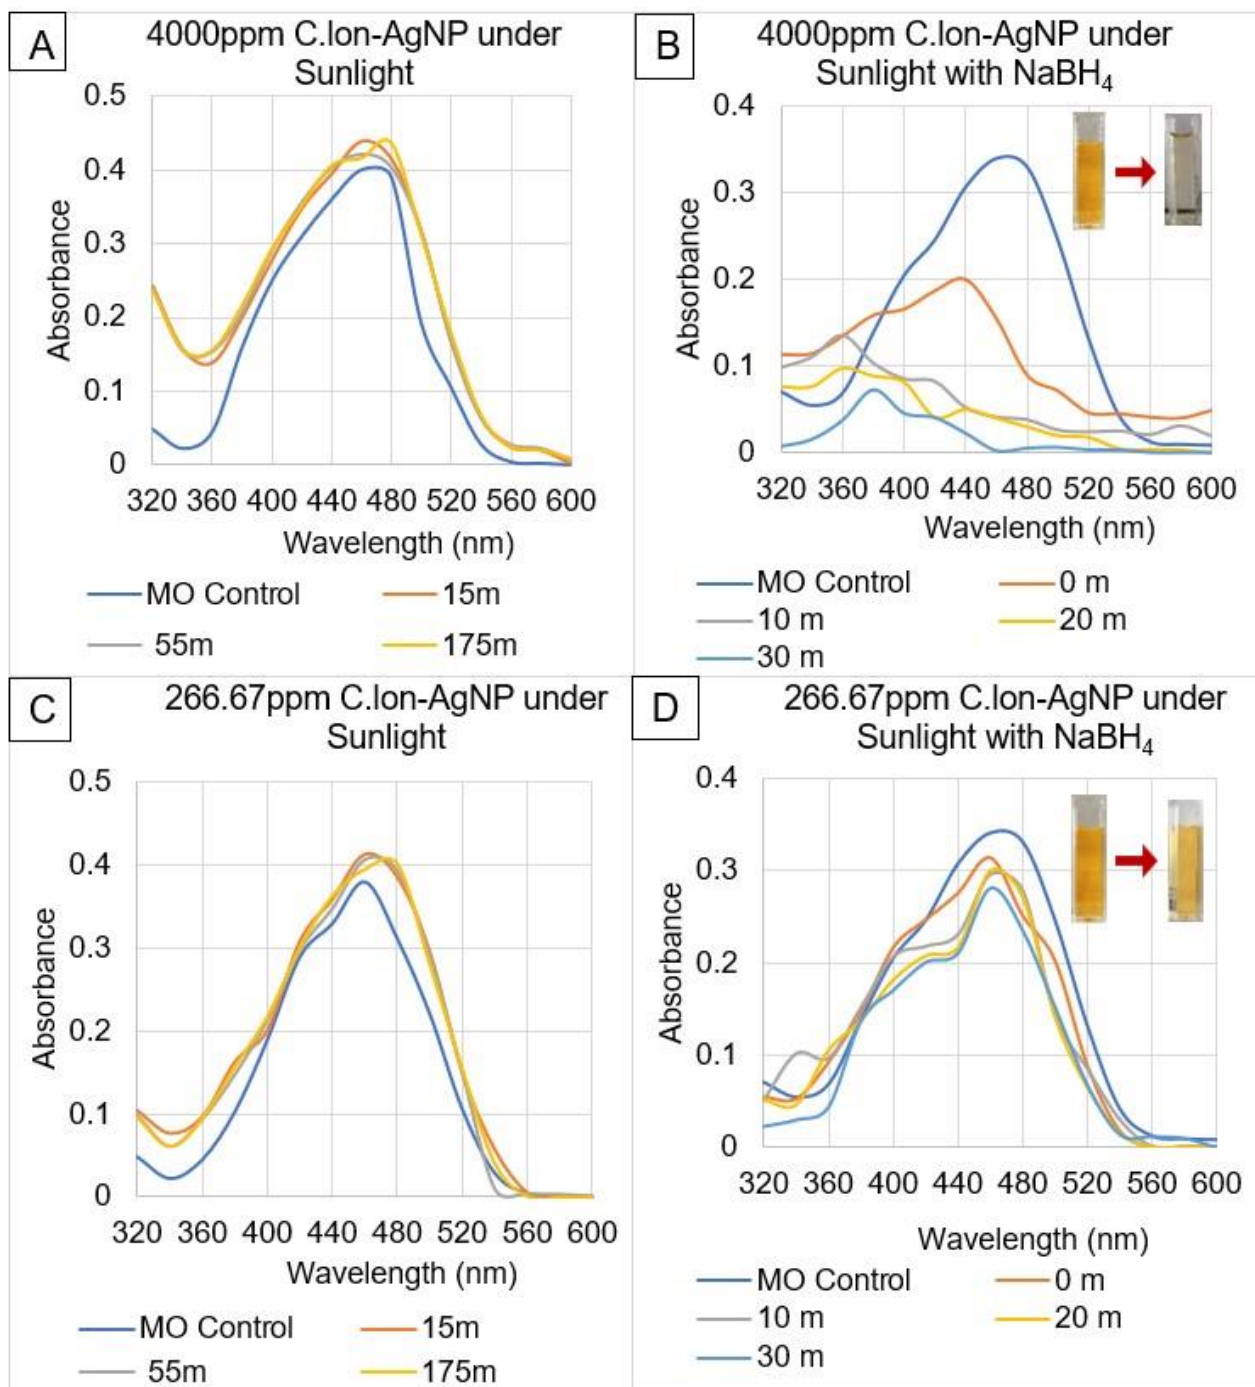 A
4000ppm C.lon-AgNP under
Sunlight
0.5
0.4
0.3
0.2
0.1
0
Absorbance
320 360 400 440 480 520 560 600
Wavelength (nm)
MO Control
15m
55m
175m
B
4000ppm C.lon-AgNP under
Sunlight with NaBH₄
0.4
0.3
0.2
0.1
0
Absorbance
320 360 400 440 480 520 560 600
Wavelength (nm)
MO Control
0 m
10 m
20 m
30 m
C
266.67ppm C.lon-AgNP under
Sunlight
0.5
0.4
0.3
0.2
0.1
0
Absorbance
320 360 400 440 480 520 560 600
Wavelength (nm)
MO Control
15m
55m
175m
D
266.67ppm C.lon-AgNP under
Sunlight with NaBH₄
0.4
0.3
0.2
0.1
0
Absorbance
320 360 400 440 480 520 560 600
Wavelength (nm)
MO Control
0 m
10 m
20 m
30 m